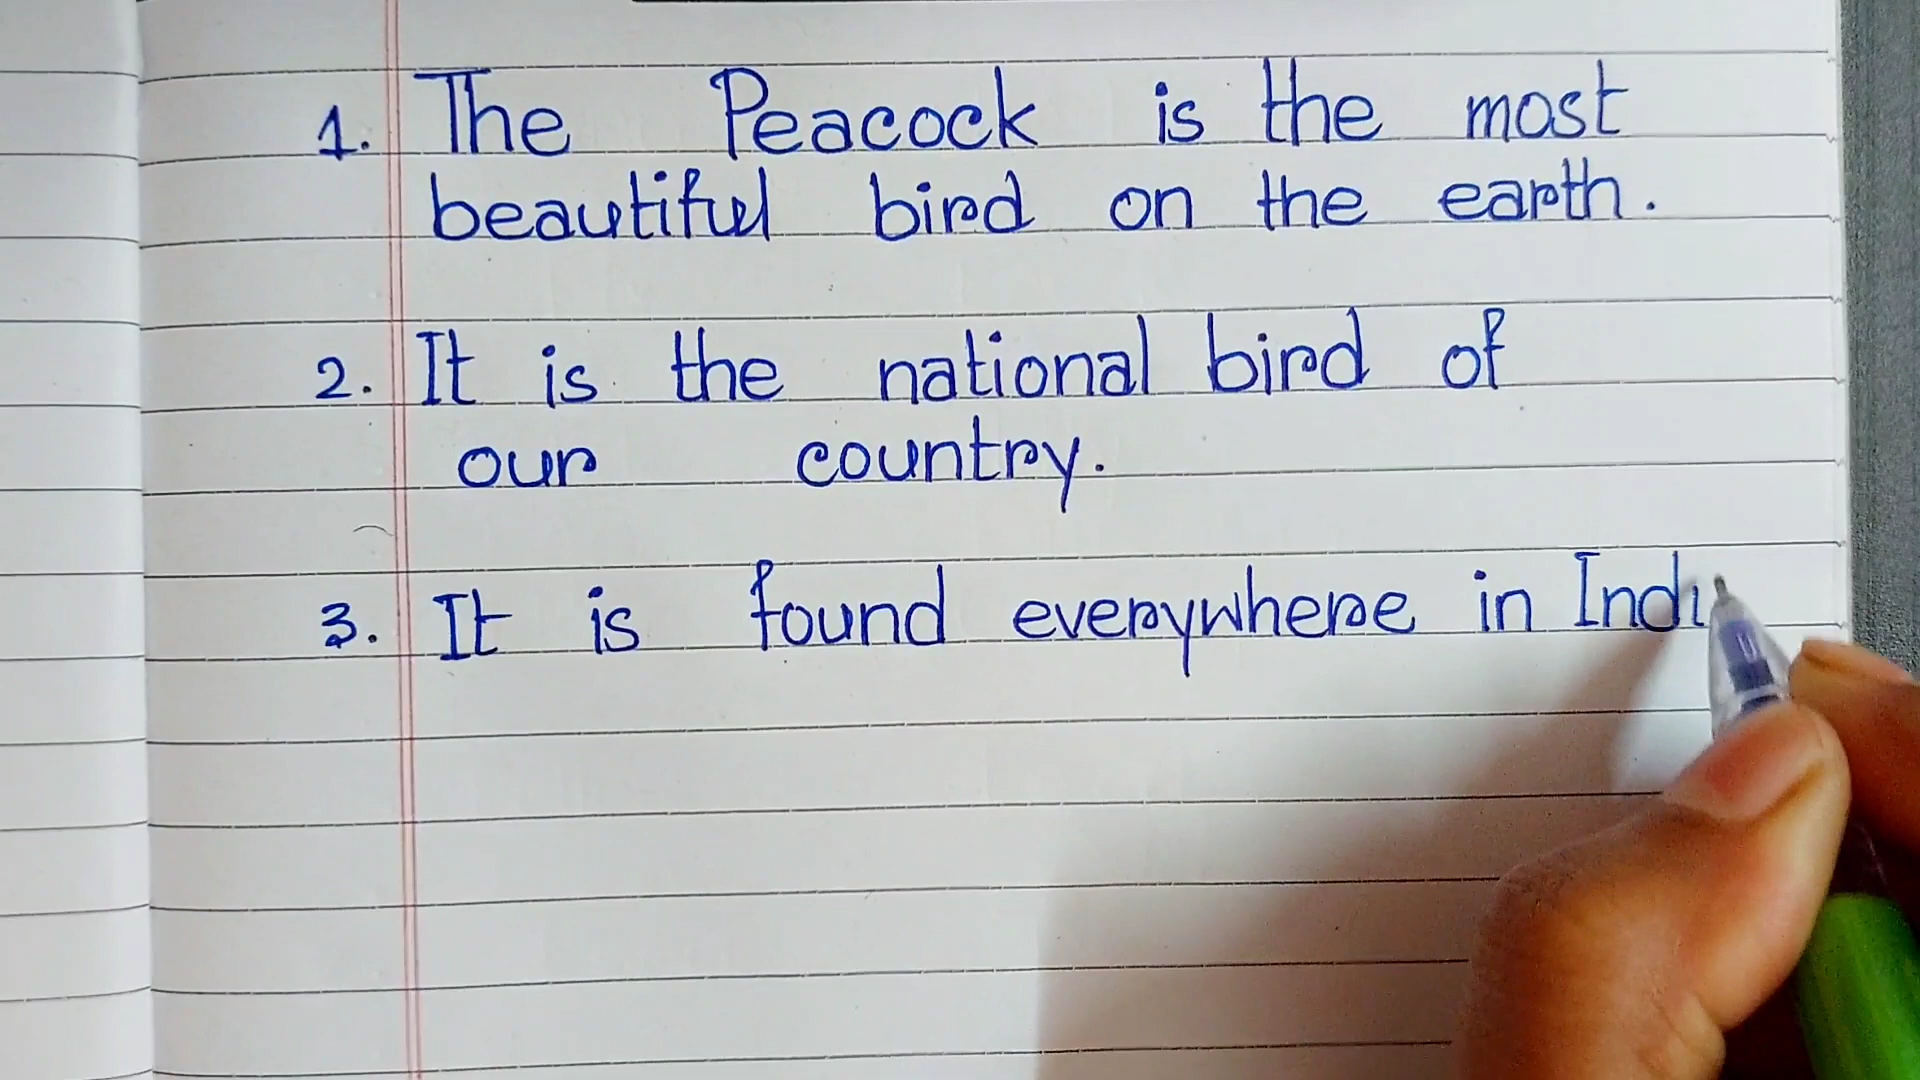 1. The Peacock is the most
beautiful bird on the earth.
2. It is the national bird of
our country.
3. It is found everywhere in Indi